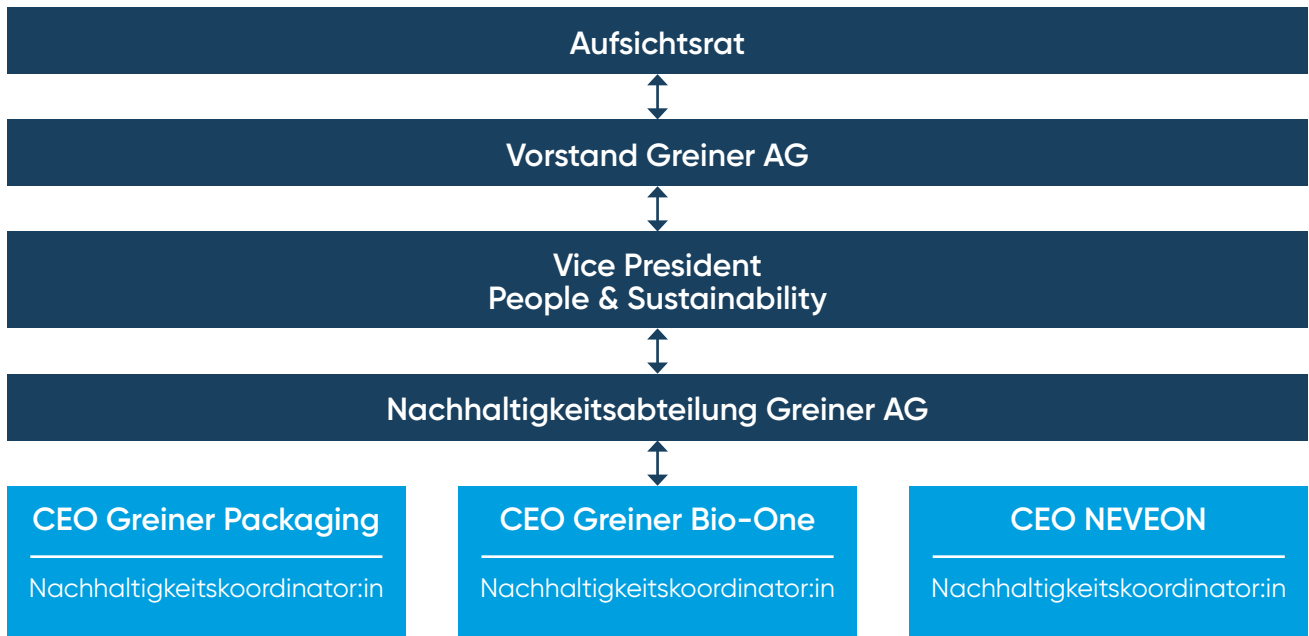 Aufsichtsrat
Vorstand Greiner AG
Vice President
People & Sustainability
Nachhaltigkeitsabteilung Greiner AG
CEO Greiner Packaging
Nachhaltigkeitskoordinator:in
CEO Greiner Bio-One
Nachhaltigkeitskoordinator:in
CEO NEVEON
Nachhaltigkeitskoordinator:in